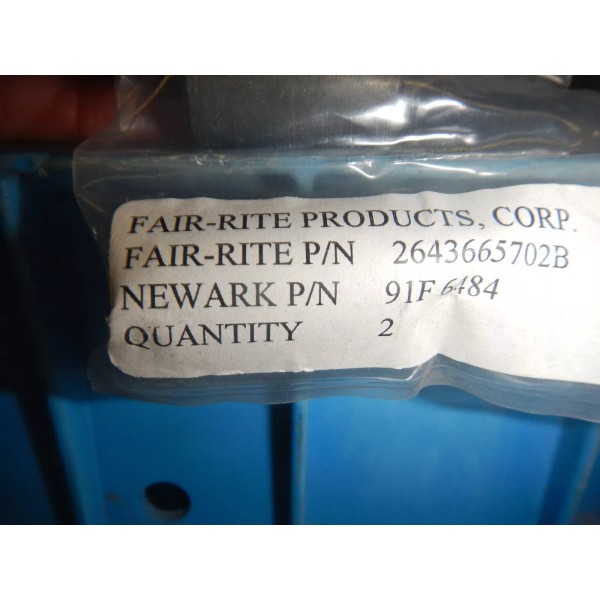 FAIR-RITE PRODUCTS, CORP.
FAIR-RITE P/N 2643665702B
NEWARK P/N 91F6484
QUANTITY 2